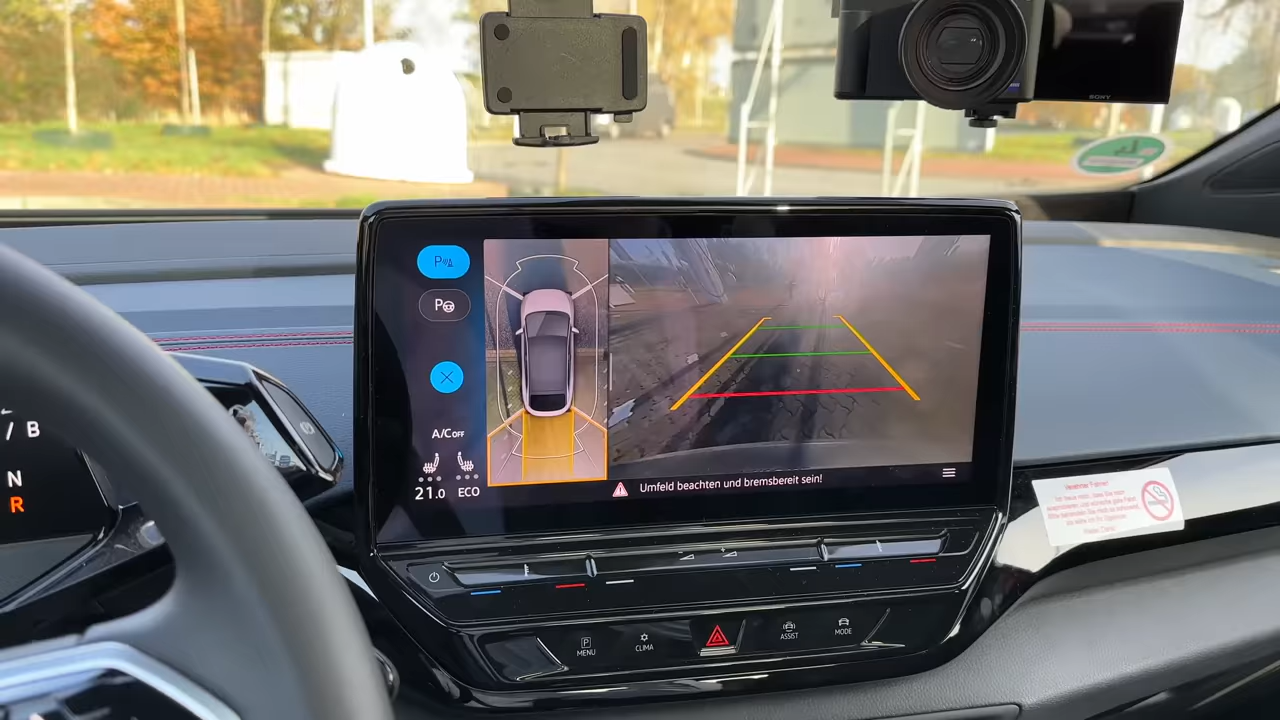 SONY
P
P
A/C OFF
21.0 ECO
Umfeld beachten und bremsbereit sein!
/ B
N
R
P
MENU
CLIMA
ASSIST
MODE